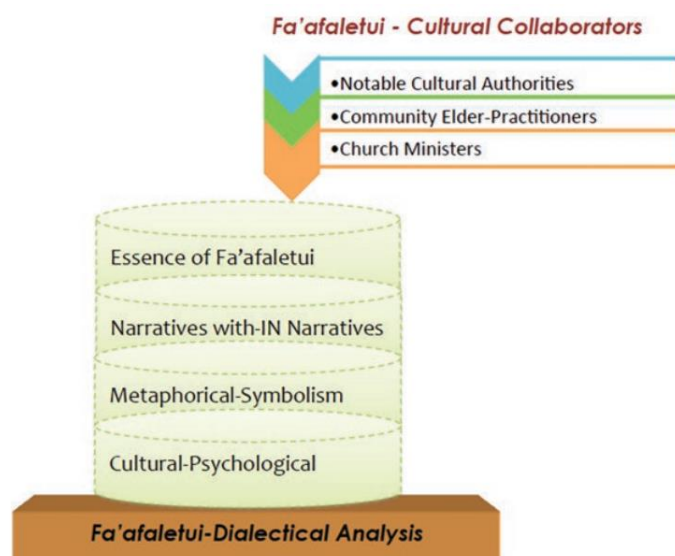 Fa'afaletui - Cultural Collaborators
•Notable Cultural Authorities
•Community Elder-Practitioners
•Church Ministers
Essence of Fa'afaletui
Narratives with-IN Narratives
Metaphorical-Symbolism
Cultural-Psychological
Fa'afaletui-Dialectical Analysis